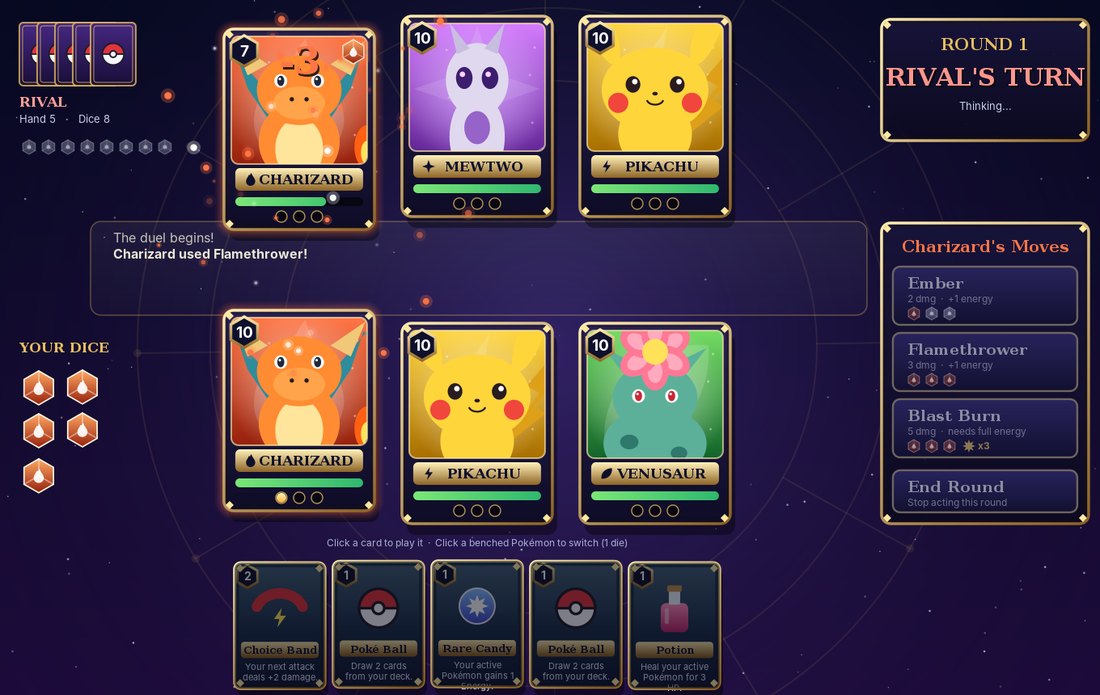 RIVAL
Hand 5 · Dice 8
7
-3
CHARIZARD
10
MEWTWO
10
PIKACHU
ROUND 1
RIVAL'S TURN
Thinking...
· The duel begins!
Charizard used Flamethrower!
YOUR DICE
10
CHARIZARD
10
PIKACHU
10
VENUSAUR
Charizard's Moves
Ember
2 dmg · +1 energy
Flamethrower
3 dmg · +1 energy
Blast Burn
5 dmg · needs full energy
x3
End Round
Stop acting this round
Click a card to play it · Click a benched Pokémon to switch (1 die)
2
Choice Band
Your next attack
deals +2 damage.
1
Poké Ball
Draw 2 cards
from your deck.
1
Rare Candy
Your active
Pokémon gains 1
Energy.
1
Poké Ball
Draw 2 cards
from your deck.
1
Potion
Heal your active
Pokémon for 3
HP.